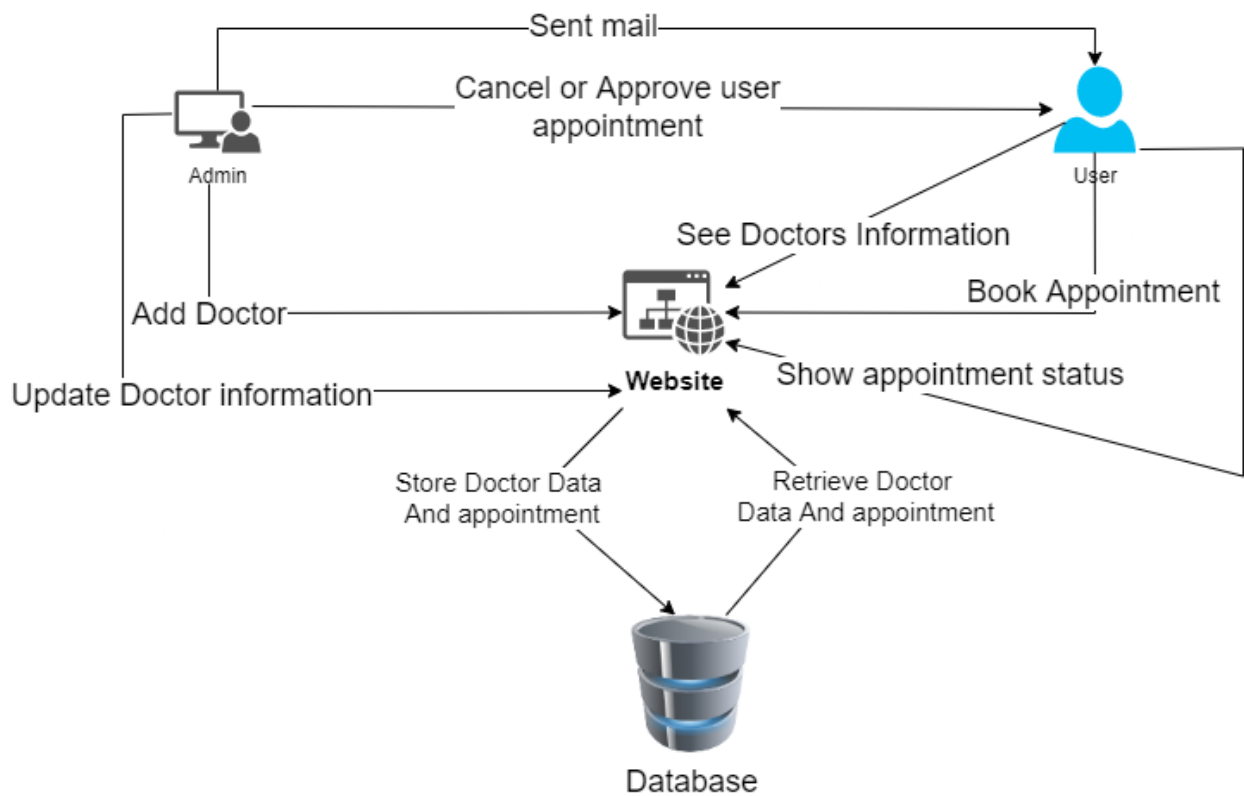 Sent mail
Cancel or Approve user
appointment
Admin
User
See Doctors Information
Book Appointment
Add Doctor
Website
Show appointment status
Update Doctor information
Store Doctor Data
And appointment
Retrieve Doctor
Data And appointment
Database